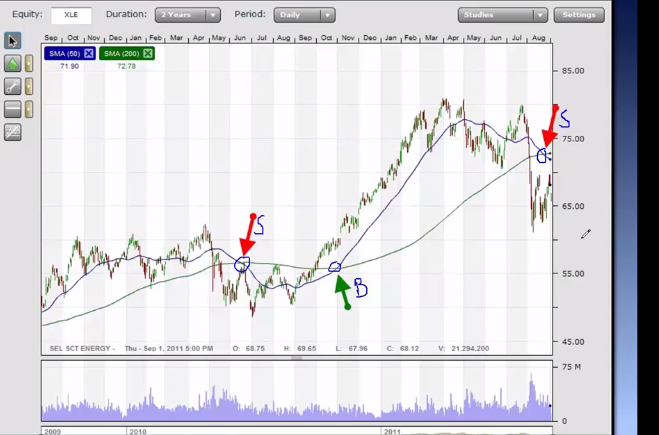 Equity: XLE Duration: 2 Years Period: Daily Studies Settings
Sep Oct Nov Dec Jan Feb Mar Apr May Jun Jul Aug Sep Oct Nov Dec Jan Feb Mar Apr May Jun Jul Aug
SMA (50) SMA (200)
71.90 72.78
85.00
S
75.00
S
65.00
55.00
B
45.00
SEL SCT ENERGY - Thu - Sep 1, 2011 5:00 PM O: 68.75 H: 69.65 L: 67.96 C: 68.12 V: 21.294,200
75 M
0
2009 2010 2011